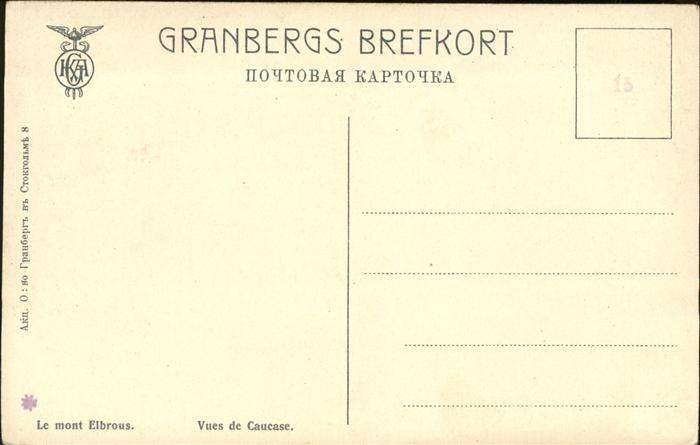 GRANBERGS BREFKORT
ПОЧТОВАЯ КАРТОЧКА
15
Акц. О:во Гранбергъ въ Стокгольмѣ 8
Le mont Elbrous. Vues de Caucase.